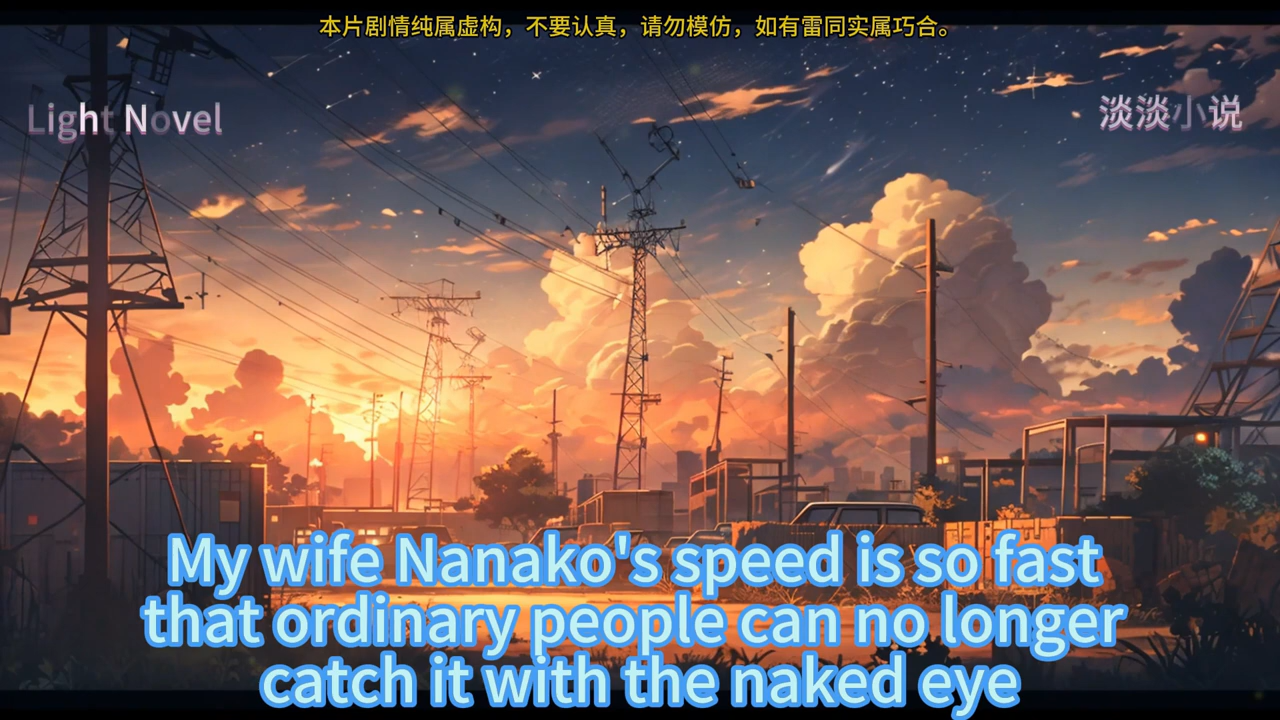 本片剧情纯属虚构，不要认真，请勿模仿，如有雷同实属巧合。
Light Novel
淡淡小说
My wife Nanako's speed is so fast
that ordinary people can no longer
catch it with the naked eye